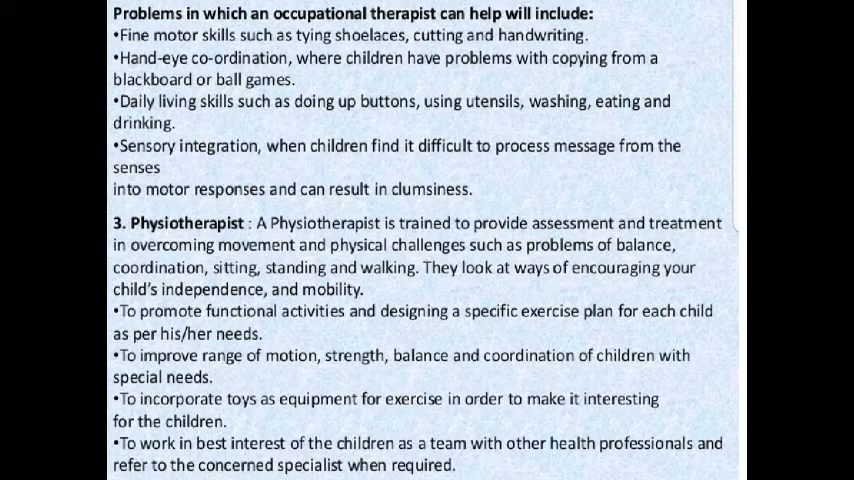 Problems in which an occupational therapist can help will include:
•Fine motor skills such as tying shoelaces, cutting and handwriting.
•Hand-eye co-ordination, where children have problems with copying from a
blackboard or ball games.
•Daily living skills such as doing up buttons, using utensils, washing, eating and
drinking.
•Sensory integration, when children find it difficult to process message from the
senses
into motor responses and can result in clumsiness.
3. Physiotherapist : A Physiotherapist is trained to provide assessment and treatment
in overcoming movement and physical challenges such as problems of balance,
coordination, sitting, standing and walking. They look at ways of encouraging your
child’s independence, and mobility.
•To promote functional activities and designing a specific exercise plan for each child
as per his/her needs.
•To improve range of motion, strength, balance and coordination of children with
special needs.
•To incorporate toys as equipment for exercise in order to make it interesting
for the children.
•To work in best interest of the children as a team with other health professionals and
refer to the concerned specialist when required.